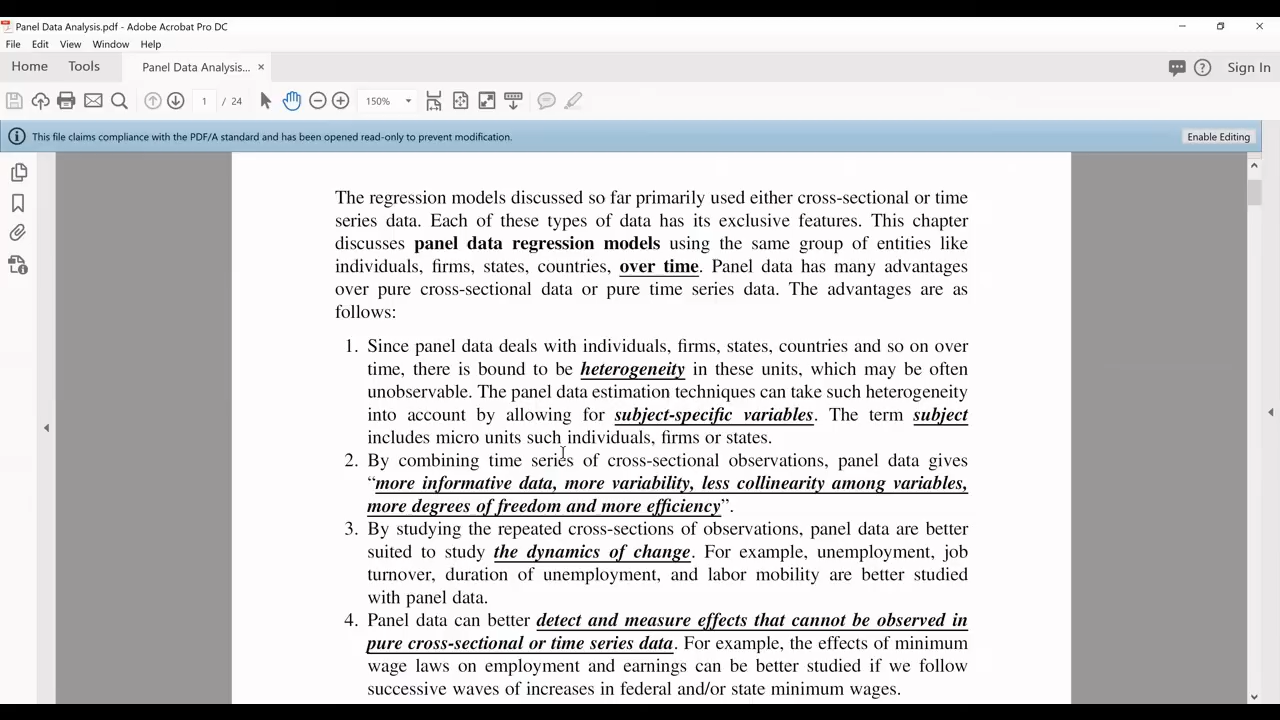 Panel Data Analysis.pdf - Adobe Acrobat Pro DC
File Edit View Window Help
Home Tools Panel Data Analysis... × Sign In
1 / 24 150%
This file claims compliance with the PDF/A standard and has been opened read-only to prevent modification. Enable Editing
The regression models discussed so far primarily used either cross-sectional or time
series data. Each of these types of data has its exclusive features. This chapter
discusses panel data regression models using the same group of entities like
individuals, firms, states, countries, over time. Panel data has many advantages
over pure cross-sectional data or pure time series data. The advantages are as
follows:
1. Since panel data deals with individuals, firms, states, countries and so on over
time, there is bound to be heterogeneity in these units, which may be often
unobservable. The panel data estimation techniques can take such heterogeneity
into account by allowing for subject-specific variables. The term subject
includes micro units such individuals, firms or states.
2. By combining time series of cross-sectional observations, panel data gives
“more informative data, more variability, less collinearity among variables,
more degrees of freedom and more efficiency”.
3. By studying the repeated cross-sections of observations, panel data are better
suited to study the dynamics of change. For example, unemployment, job
turnover, duration of unemployment, and labor mobility are better studied
with panel data.
4. Panel data can better detect and measure effects that cannot be observed in
pure cross-sectional or time series data. For example, the effects of minimum
wage laws on employment and earnings can be better studied if we follow
successive waves of increases in federal and/or state minimum wages.